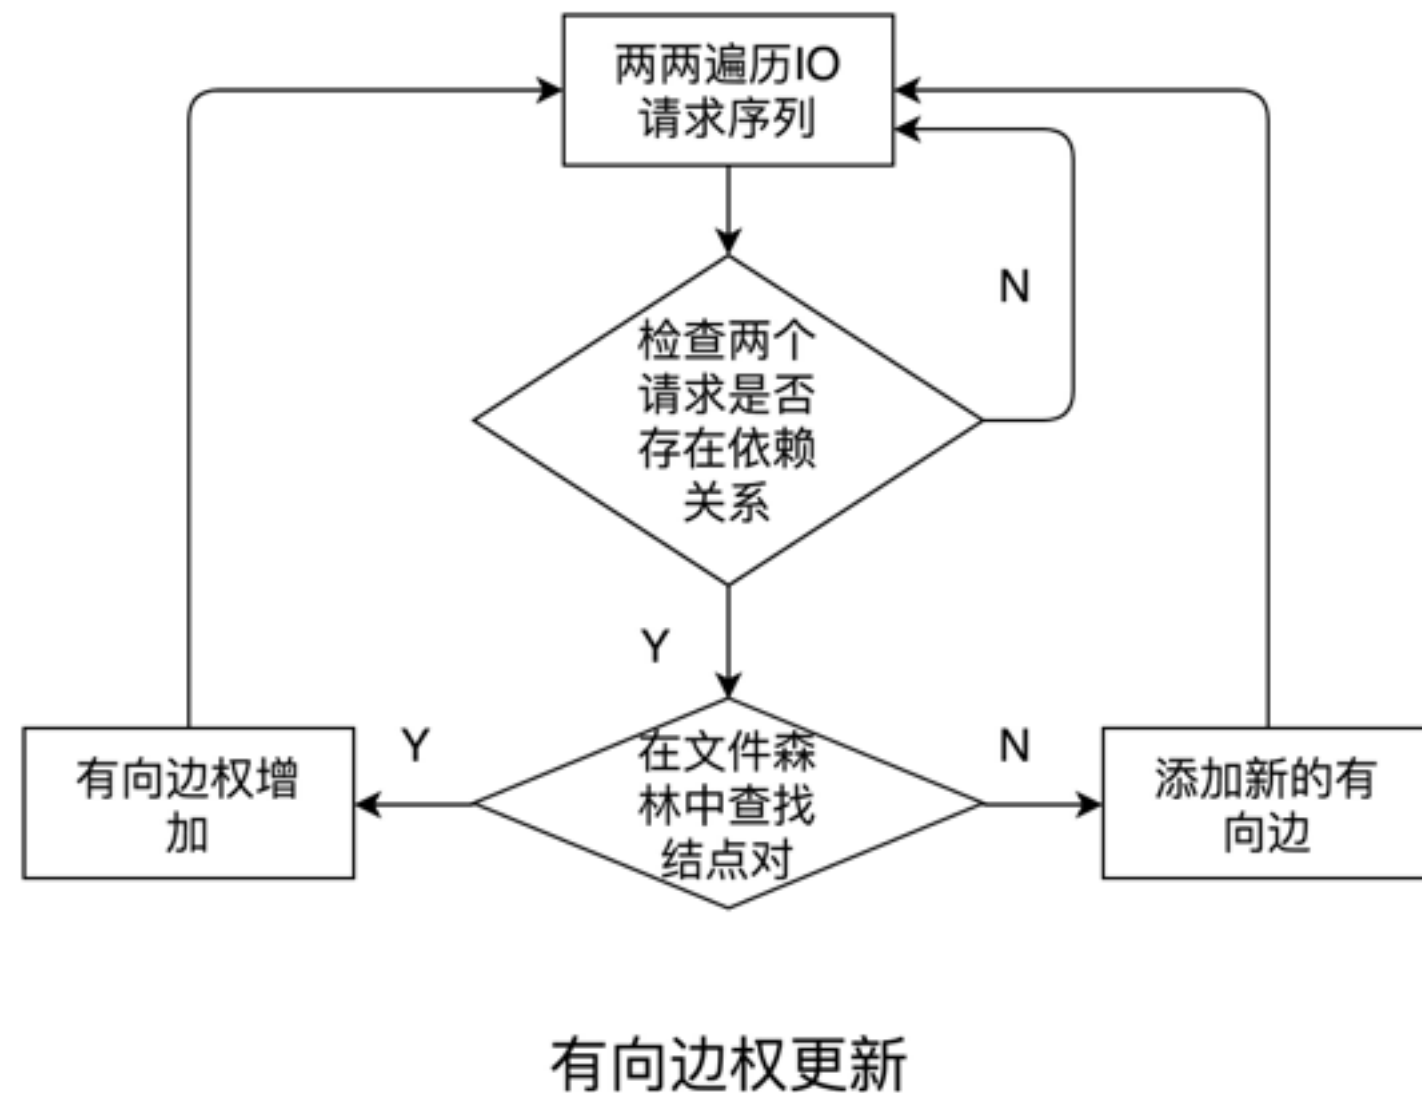 两两遍历IO
请求序列
N
检查两个
请求是否
存在依赖
关系
Y
Y
在文件森
林中查找
结点对
N
有向边权增
加
添加新的有
向边
有向边权更新